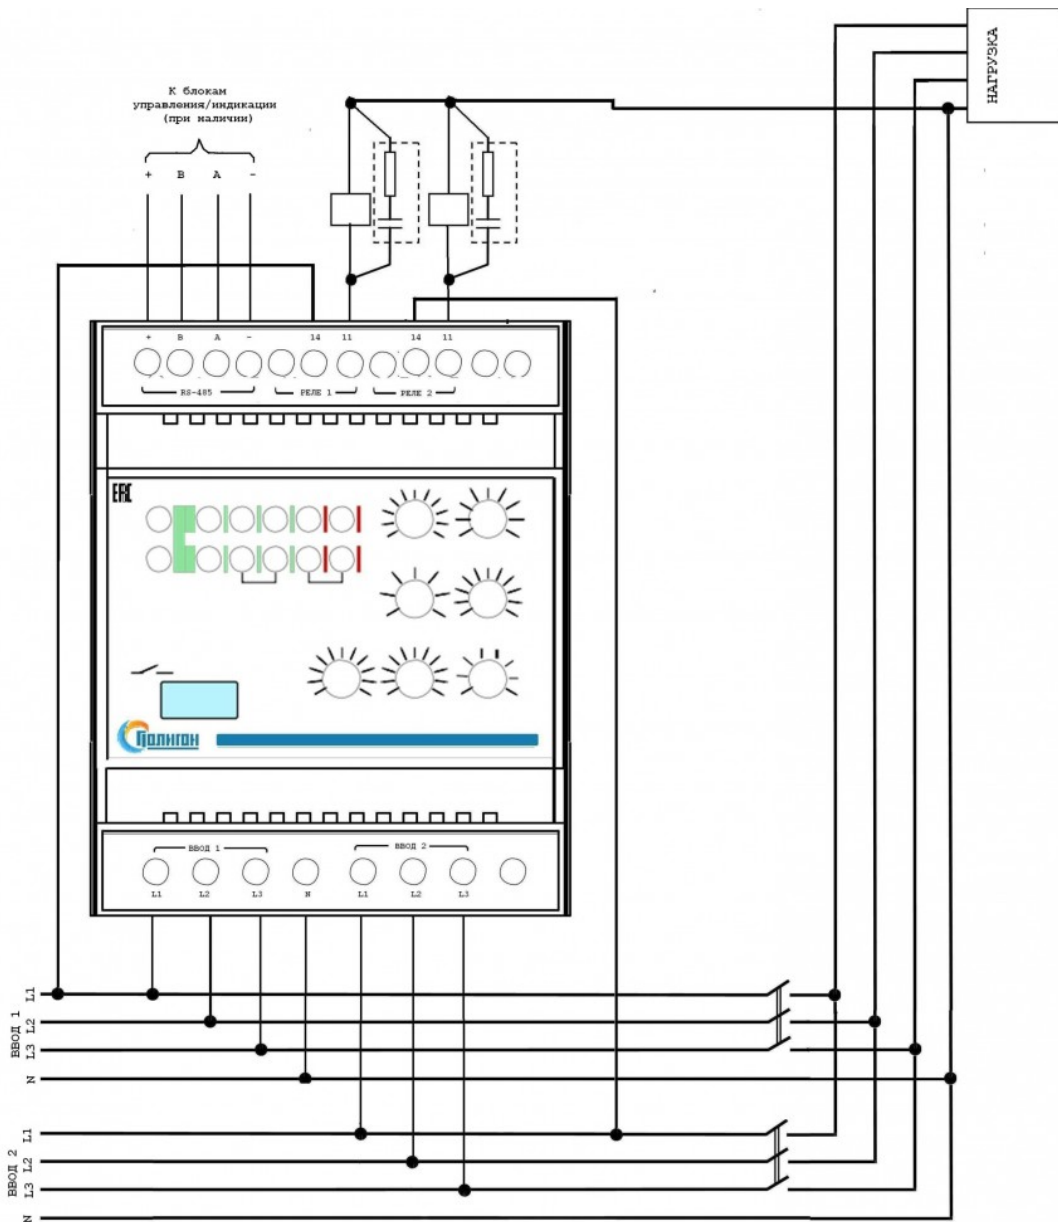 НАГРУЗКА
К блокам
управления/индикации
(при наличии)
+ B A -
+ B A - 14 11 14 11
RS-485 РЕЛЕ 1 РЕЛЕ 2
EAC
Полигон
ВВОД 1 ВВОД 2
L1 L2 L3 N L1 L2 L3
ВВОД 1
L1
L2
L3
N
ВВОД 2
L1
L2
L3
N